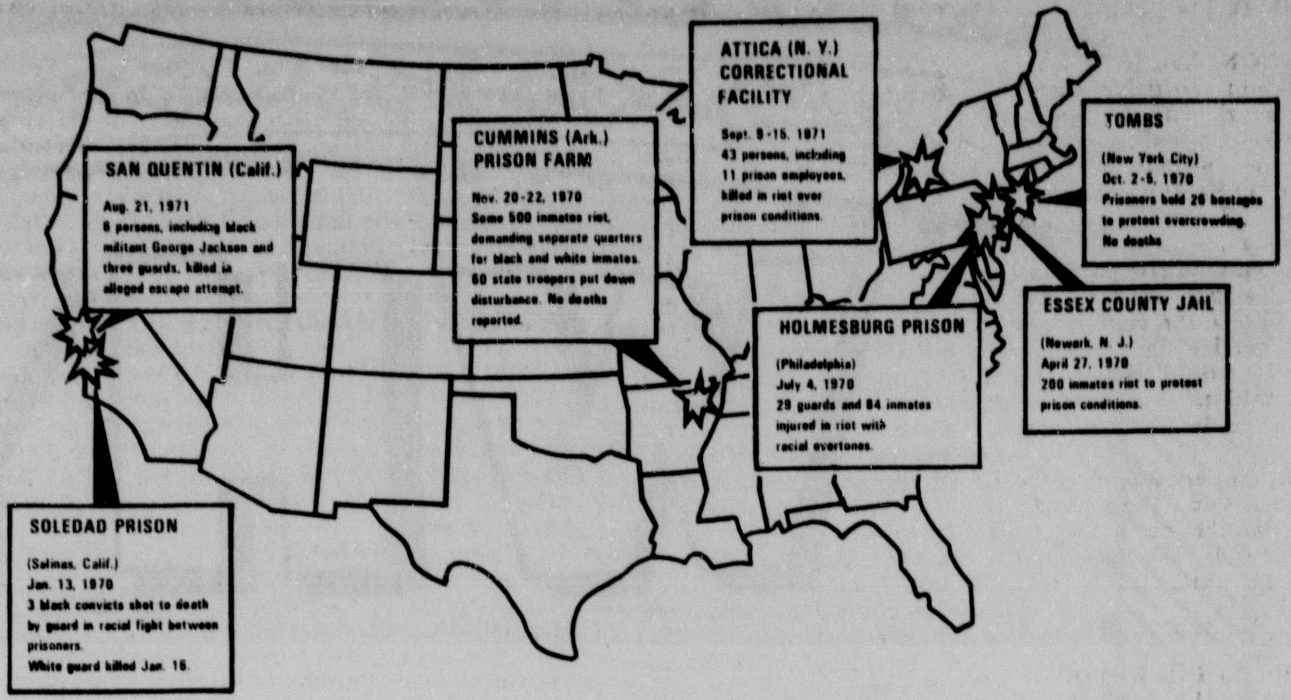 ATTICA (N. Y.)
CORRECTIONAL
FACILITY
Sept. 9-15, 1971
43 persons, including
11 prison employees,
killed in riot over
prison conditions.
TOMBS
(New York City)
Oct. 2-5, 1970
Prisoners hold 26 hostages
to protest overcrowding.
No deaths
CUMMINS (Ark.)
PRISON FARM
Nov. 20-22, 1970
Some 500 inmates riot,
demanding separate quarters
for black and white inmates.
60 state troopers put down
disturbance. No deaths
reported.
SAN QUENTIN (Calif.)
Aug. 21, 1971
6 persons, including black
militant George Jackson and
three guards, killed in
alleged escape attempt.
HOLMESBURG PRISON
(Philadelphia)
July 4, 1970
29 guards and 84 inmates
injured in riot with
racial overtones.
ESSEX COUNTY JAIL
(Newark, N. J.)
April 27, 1970
200 inmates riot to protest
prison conditions.
SOLEDAD PRISON
(Salinas, Calif.)
Jan. 13, 1970
3 black convicts shot to death
by guard in racial fight between
prisoners.
White guard killed Jan. 16.